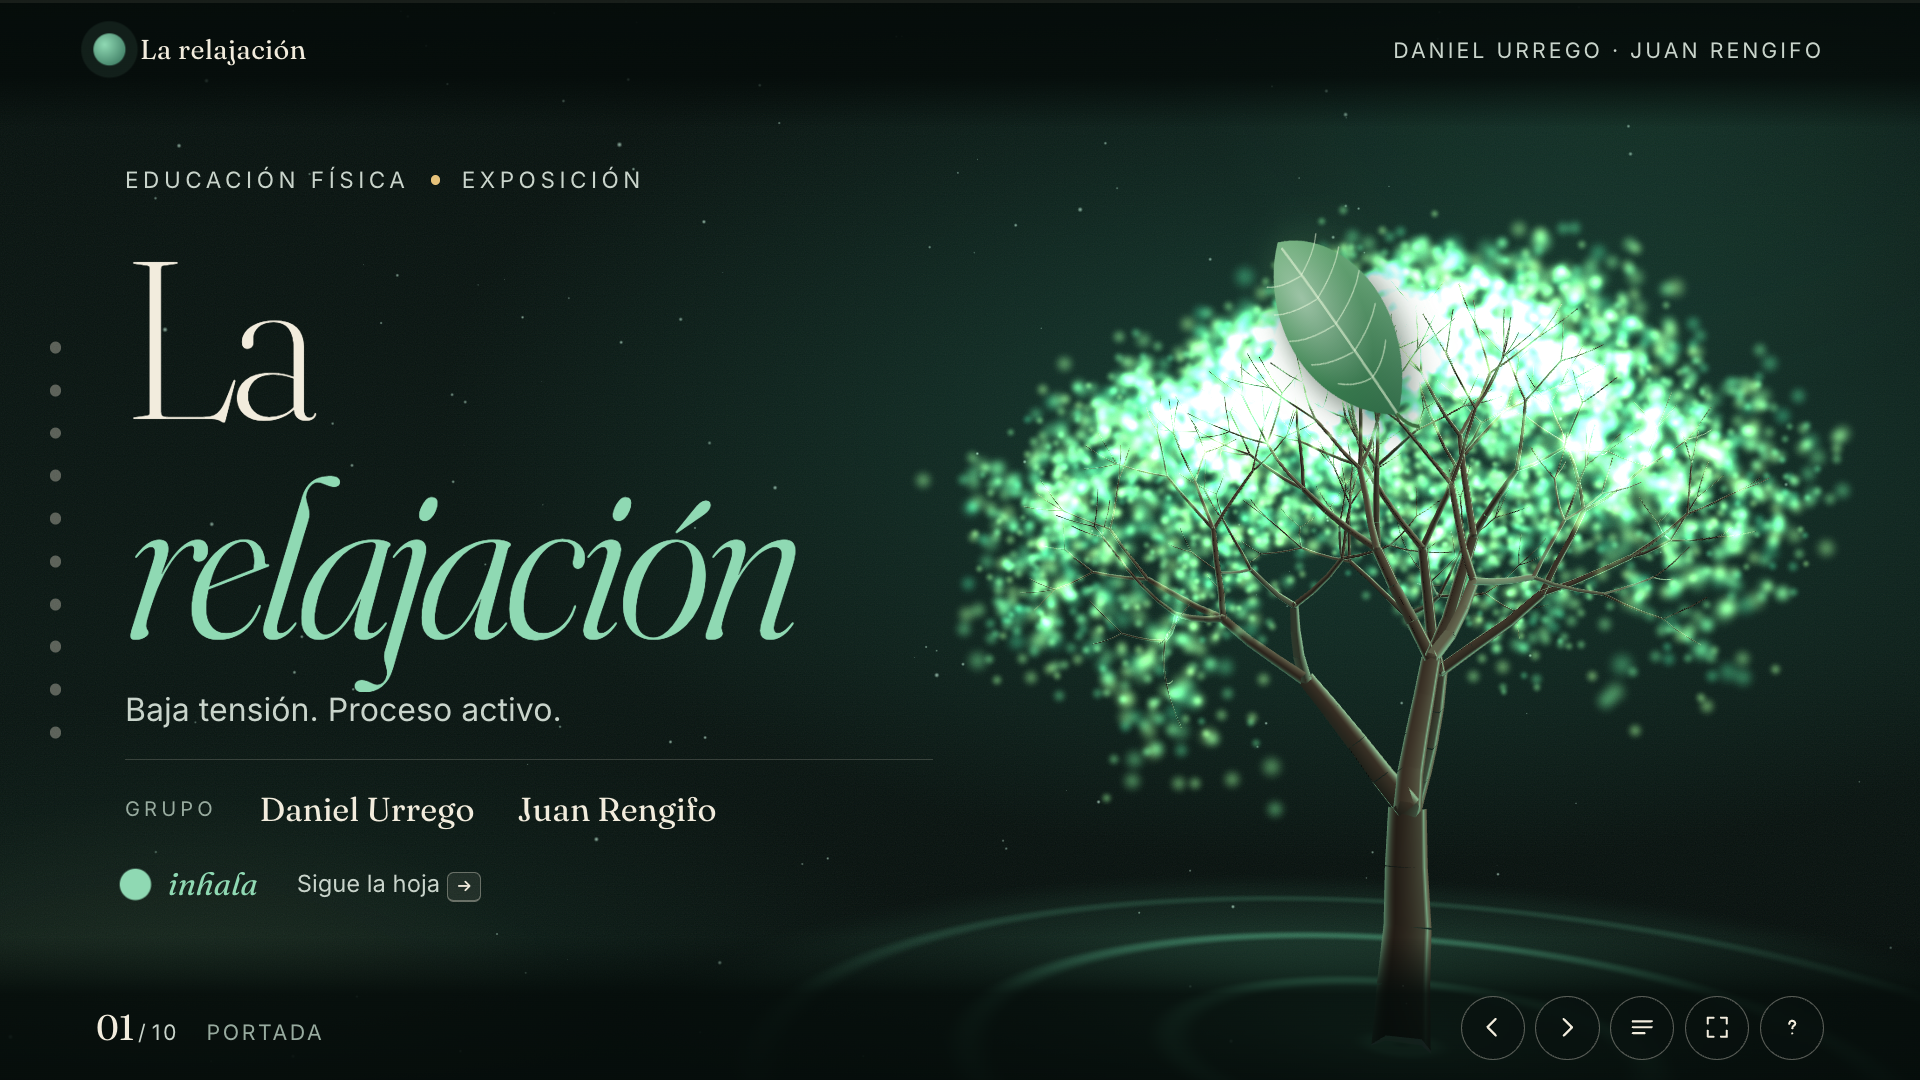 La relajación
DANIEL URREGO · JUAN RENGIFO
EDUCACIÓN FÍSICA • EXPOSICIÓN
La
relajación
Baja tensión. Proceso activo.
GRUPO Daniel Urrego Juan Rengifo
inhala Sigue la hoja →
01 / 10 PORTADA
?